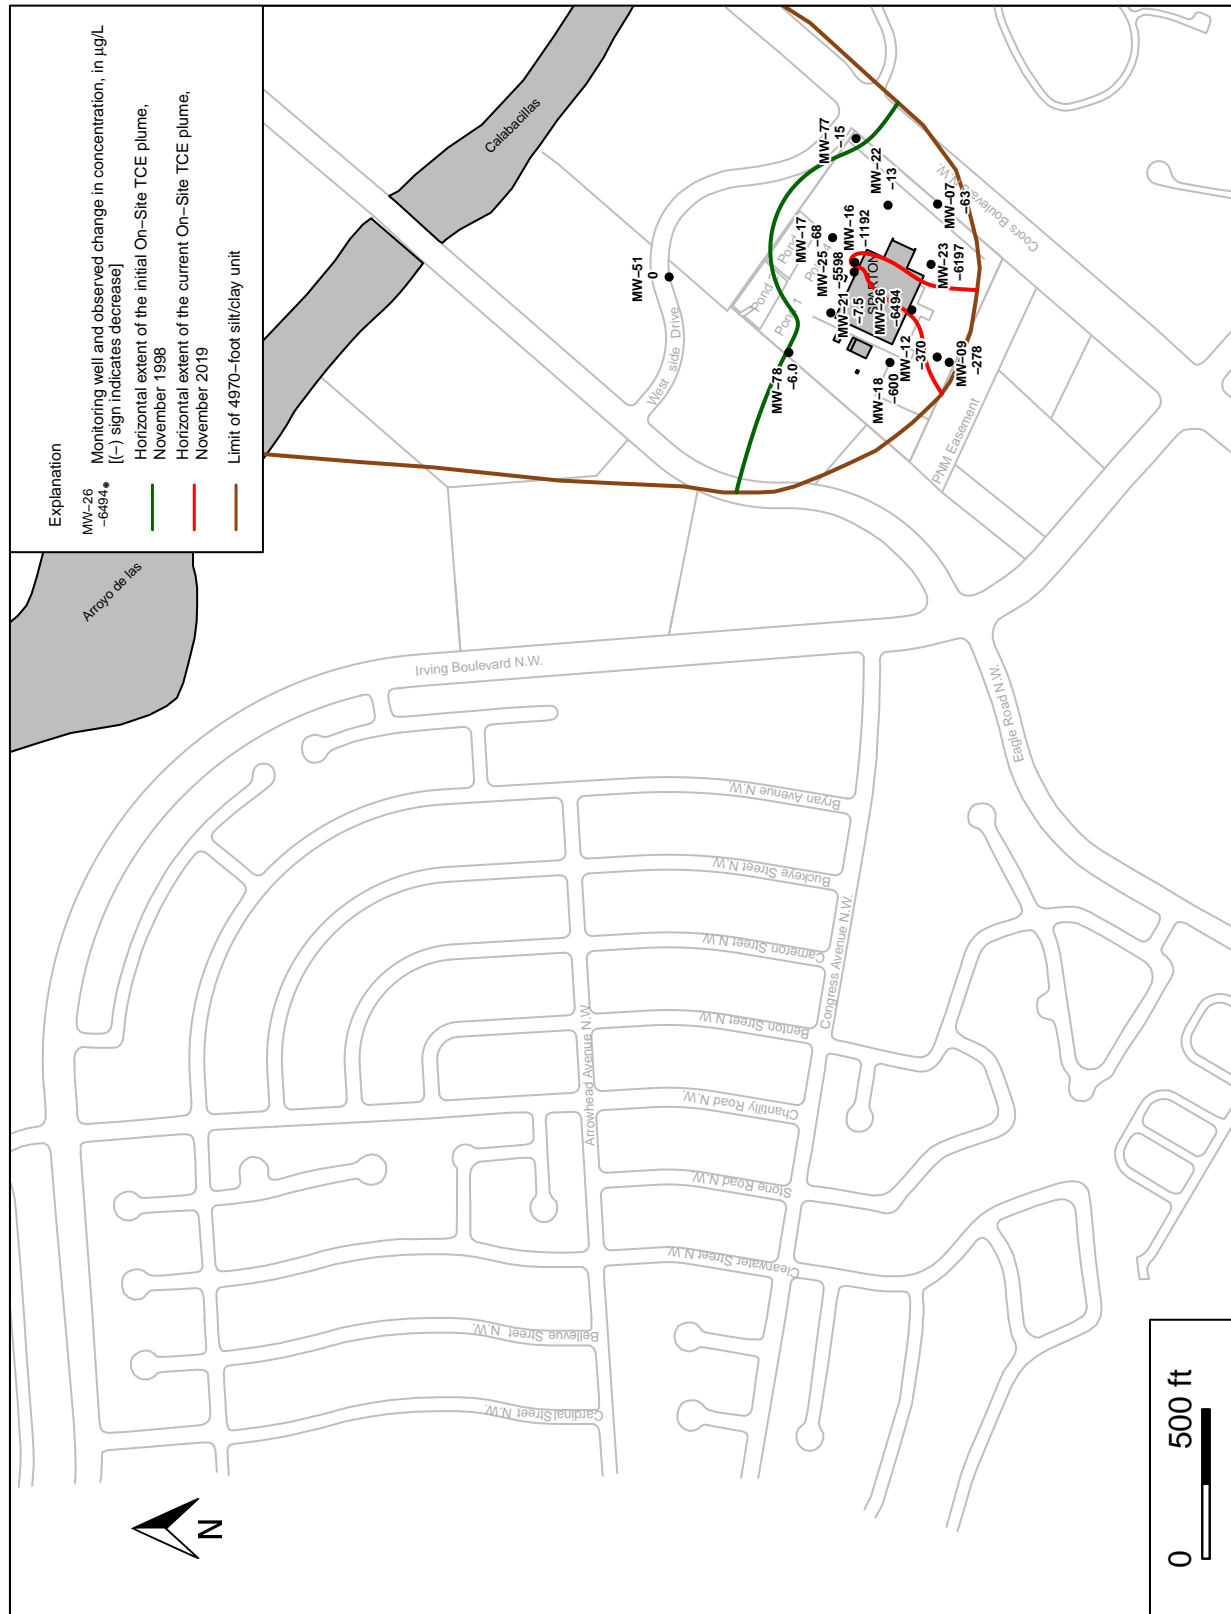 Explanation
MW–26
–6494
Monitoring well and observed change in concentration, in µg/L
[(–) sign indicates decrease]
Horizontal extent of the initial On–Site TCE plume,
November 1998
Horizontal extent of the current On–Site TCE plume,
November 2019
Limit of 4970–foot silt/clay unit
Arroyo de las
Calabacillas
MW–51
0
West side Drive
MW–77
–15
MW–22
–13
MW–17
–68
MW–16
–1192
MW–25
–5598
MW–21
–7.5
MW–26
–6494
MW–07
–63
MW–23
–6197
MW–12
–370
MW–09
–278
MW–18
–600
MW–78
–6.0
SPARTON
Pond 1
Pond
Coors Boulevard N.W.
PNM Easement
Irving Boulevard N.W.
Eagle Road N.W.
Bryan Avenue N.W.
Buckeye Street N.W.
Cameron Street N.W.
Congress Avenue N.W.
Benton Street N.W.
Arrowhead Avenue N.W.
Chantilly Road N.W.
Stone Road N.W.
Clearwater Street N.W.
Bellevue Street N.W.
Cardinal Street N.W.
N
0 500 ft